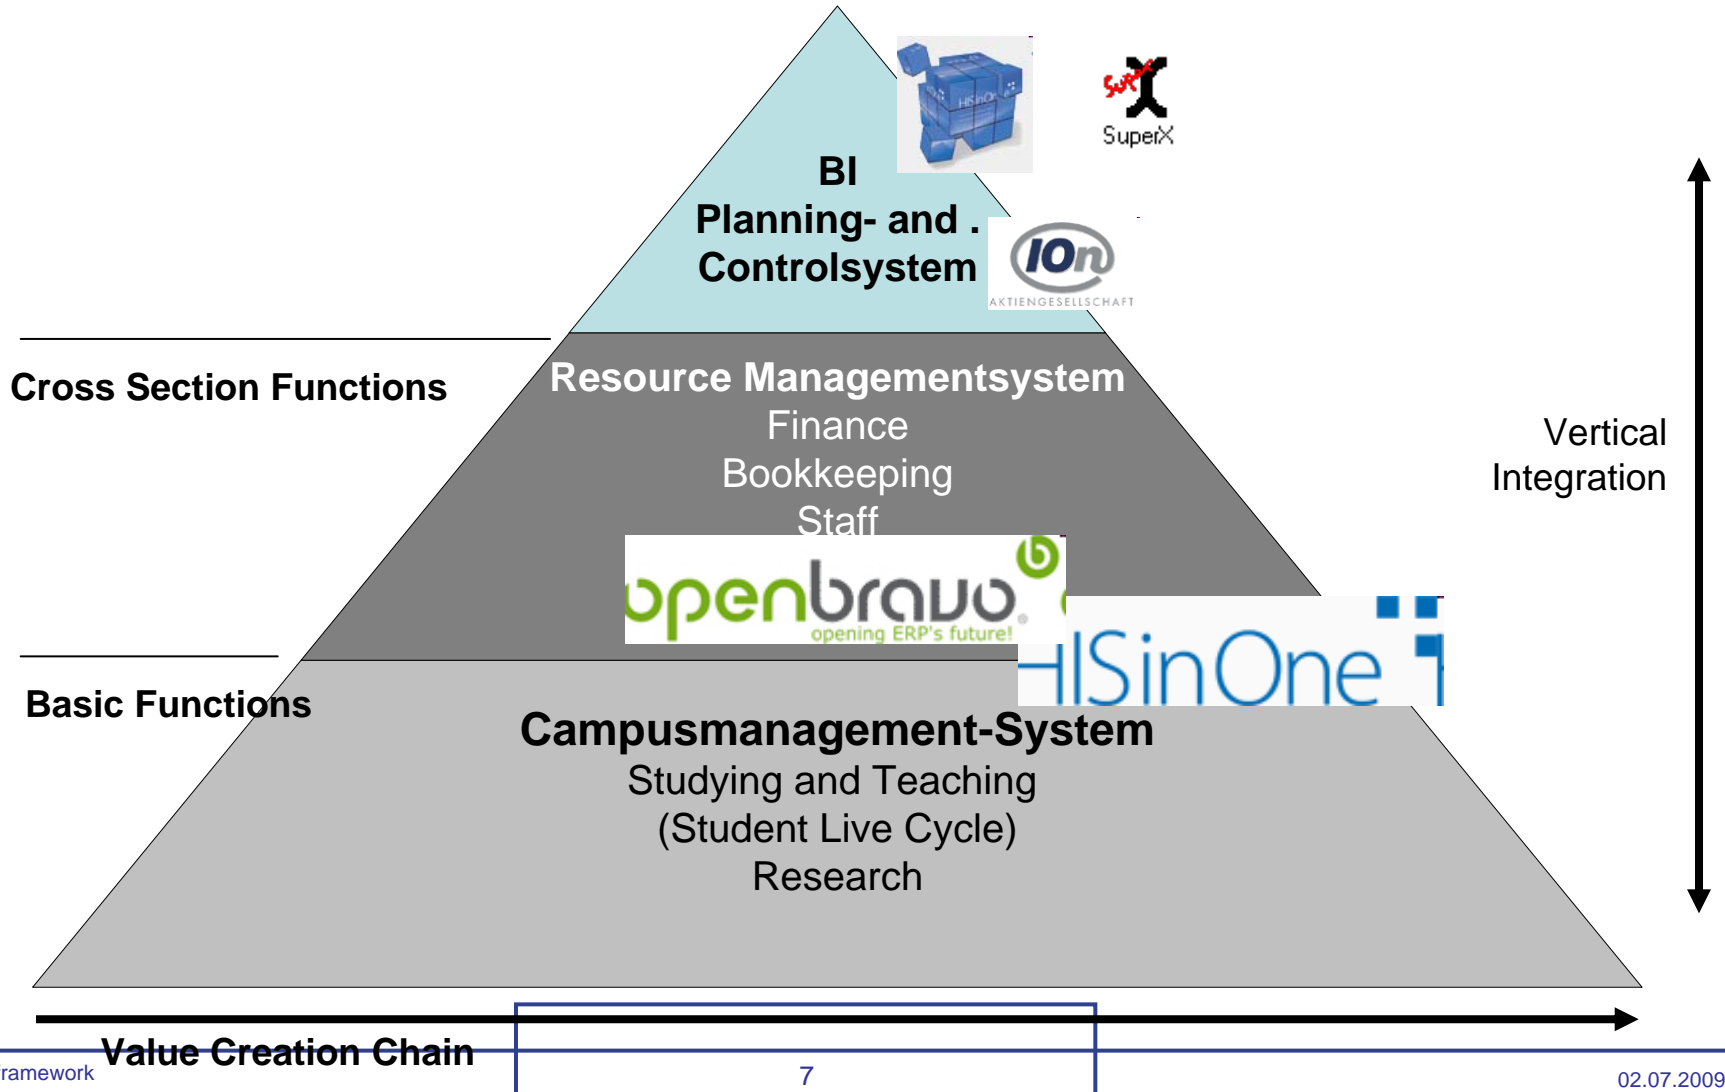 HISinOne
Super
SuperX
BI
Planning- and .
Controlsystem
IOn
AKTIENGESELLSCHAFT
Cross Section Functions
Resource Managementsystem
Finance
Bookkeeping
Staff
Vertical
Integration
openbravo
opening ERP's future!
HISinOne
Basic Functions
Campusmanagement-System
Studying and Teaching
(Student Live Cycle)
Research
Value Creation Chain
ramework
7
02.07.2009